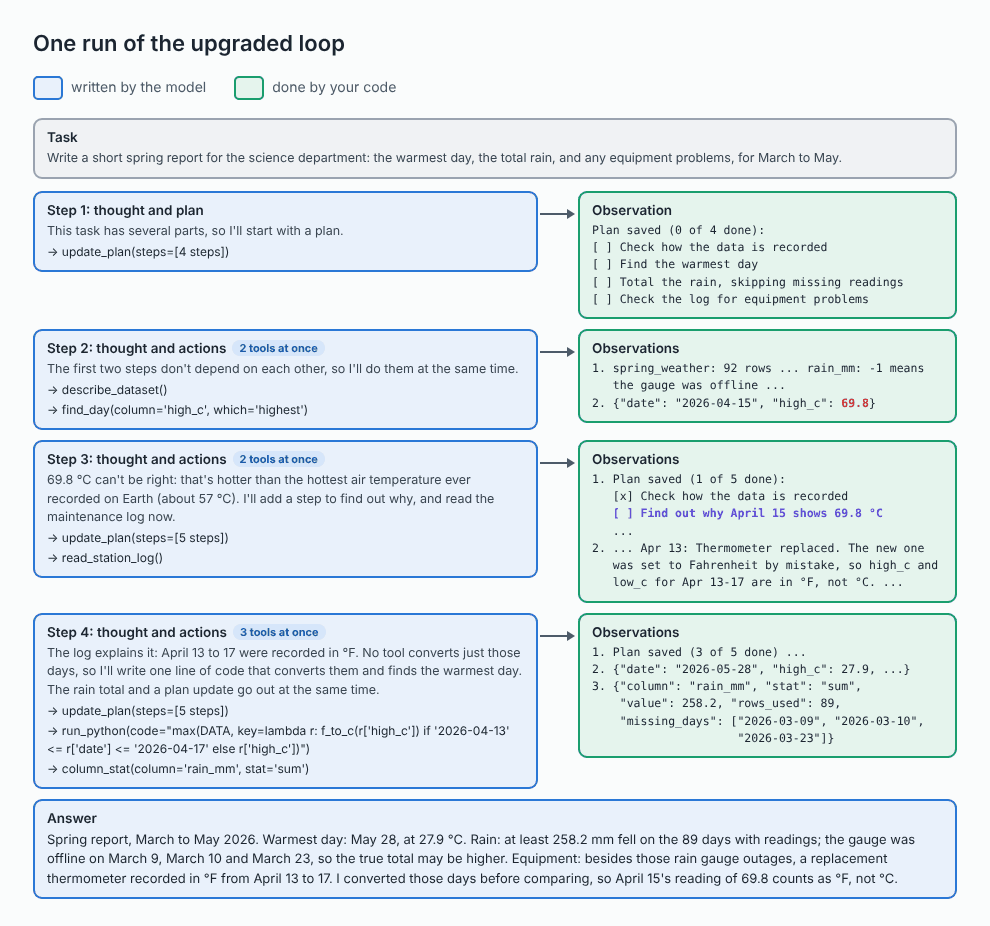 One run of the upgraded loop
written by the model
done by your code
Task
Write a short spring report for the science department: the warmest day, the total rain, and any equipment problems, for March to May.
Step 1: thought and plan
This task has several parts, so I'll start with a plan.
→ update_plan(steps=[4 steps])
Observation
Plan saved (0 of 4 done):
[ ] Check how the data is recorded
[ ] Find the warmest day
[ ] Total the rain, skipping missing readings
[ ] Check the log for equipment problems
Step 2: thought and actions 2 tools at once
The first two steps don't depend on each other, so I'll do them at the same time.
→ describe_dataset()
→ find_day(column='high_c', which='highest')
Observations
1. spring_weather: 92 rows ... rain_mm: -1 means
the gauge was offline ...
2. {"date": "2026-04-15", "high_c": 69.8}
Step 3: thought and actions 2 tools at once
69.8 °C can't be right: that's hotter than the hottest air temperature ever
recorded on Earth (about 57 °C). I'll add a step to find out why, and read the
maintenance log now.
→ update_plan(steps=[5 steps])
→ read_station_log()
Observations
1. Plan saved (1 of 5 done):
[x] Check how the data is recorded
[ ] Find out why April 15 shows 69.8 °C
...
2. ... Apr 13: Thermometer replaced. The new one
was set to Fahrenheit by mistake, so high_c and
low_c for Apr 13-17 are in °F, not °C. ...
Step 4: thought and actions 3 tools at once
The log explains it: April 13 to 17 were recorded in °F. No tool converts just those
days, so I'll write one line of code that converts them and finds the warmest day.
The rain total and a plan update go out at the same time.
→ update_plan(steps=[5 steps])
→ run_python(code="max(DATA, key=lambda r: f_to_c(r['high_c']) if '2026-04-13'
<= r['date'] <= '2026-04-17' else r['high_c'])")
→ column_stat(column='rain_mm', stat='sum')
Observations
1. Plan saved (3 of 5 done) ...
2. {"date": "2026-05-28", "high_c": 27.9, ...}
3. {"column": "rain_mm", "stat": "sum",
"value": 258.2, "rows_used": 89,
"missing_days": ["2026-03-09", "2026-03-10",
"2026-03-23"]}
Answer
Spring report, March to May 2026. Warmest day: May 28, at 27.9 °C. Rain: at least 258.2 mm fell on the 89 days with readings; the gauge was
offline on March 9, March 10 and March 23, so the true total may be higher. Equipment: besides those rain gauge outages, a replacement
thermometer recorded in °F from April 13 to 17. I converted those days before comparing, so April 15's reading of 69.8 counts as °F, not °C.